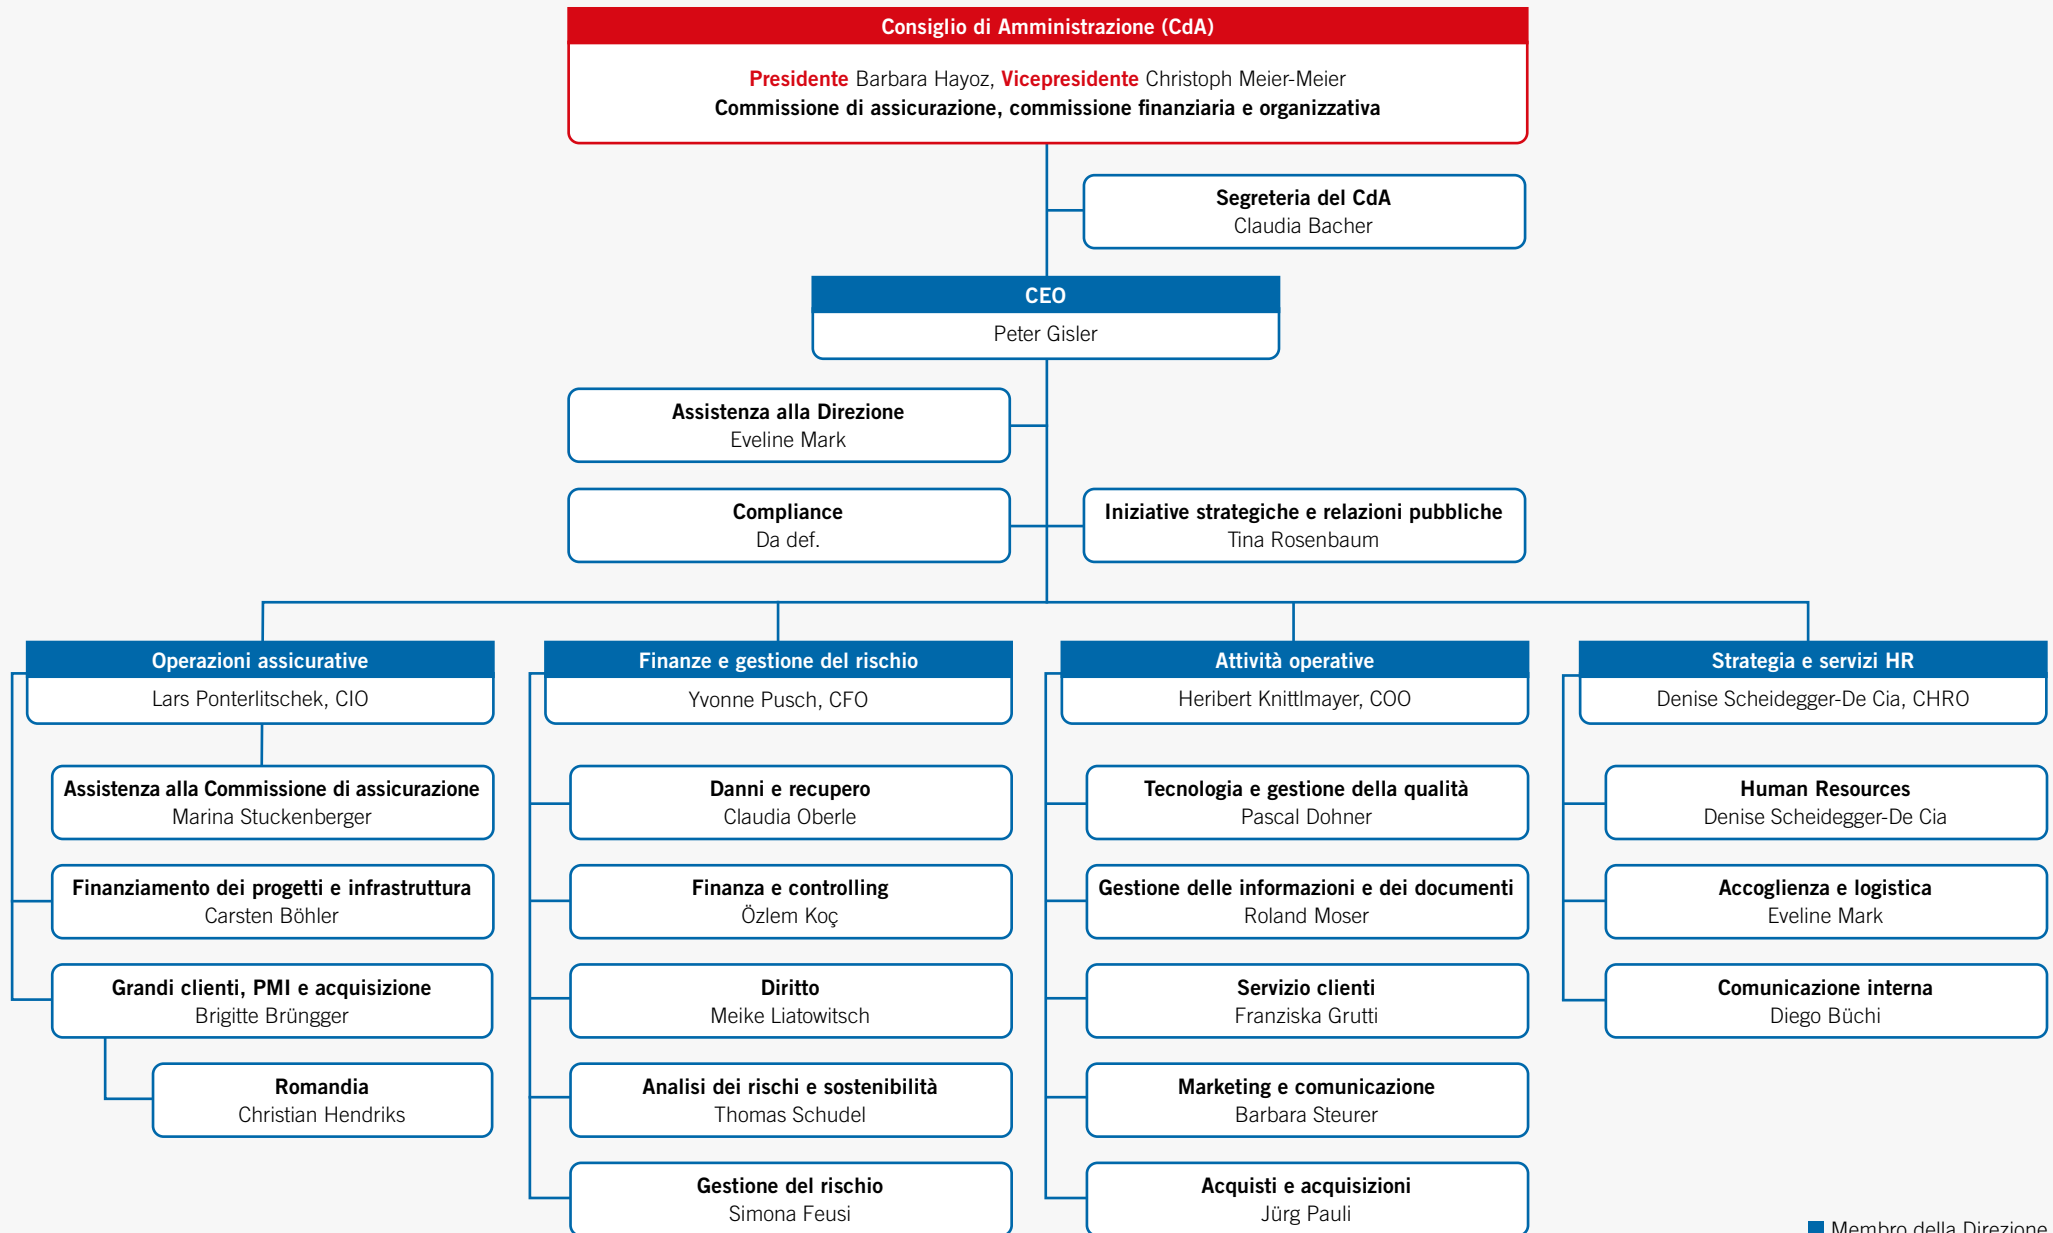 Consiglio di Amministrazione (CdA)
Presidente Barbara Hayoz, Vicepresidente Christoph Meier-Meier
Commissione di assicurazione, commissione finanziaria e organizzativa
Segreteria del CdA
Claudia Bacher
CEO
Peter Gisler
Assistenza alla Direzione
Eveline Mark
Compliance
Da def.
Iniziative strategiche e relazioni pubbliche
Tina Rosenbaum
Operazioni assicurative
Lars Ponterlitschek, CIO
Assistenza alla Commissione di assicurazione
Marina Stuckenberger
Finanziamento dei progetti e infrastruttura
Carsten Böhler
Grandi clienti, PMI e acquisizione
Brigitte Brüngger
Romandia
Christian Hendriks
Finanze e gestione del rischio
Yvonne Pusch, CFO
Danni e recupero
Claudia Oberle
Finanza e controlling
Özlem Koç
Diritto
Meike Liatowitsch
Analisi dei rischi e sostenibilità
Thomas Schudel
Gestione del rischio
Simona Feusi
Attività operative
Heribert Knittlmayer, COO
Tecnologia e gestione della qualità
Pascal Dohner
Gestione delle informazioni e dei documenti
Roland Moser
Servizio clienti
Franziska Grutti
Marketing e comunicazione
Barbara Steurer
Acquisti e acquisizioni
Jürg Pauli
Strategia e servizi HR
Denise Scheidegger-De Cia, CHRO
Human Resources
Denise Scheidegger-De Cia
Accoglienza e logistica
Eveline Mark
Comunicazione interna
Diego Büchi
Membro della Direzione